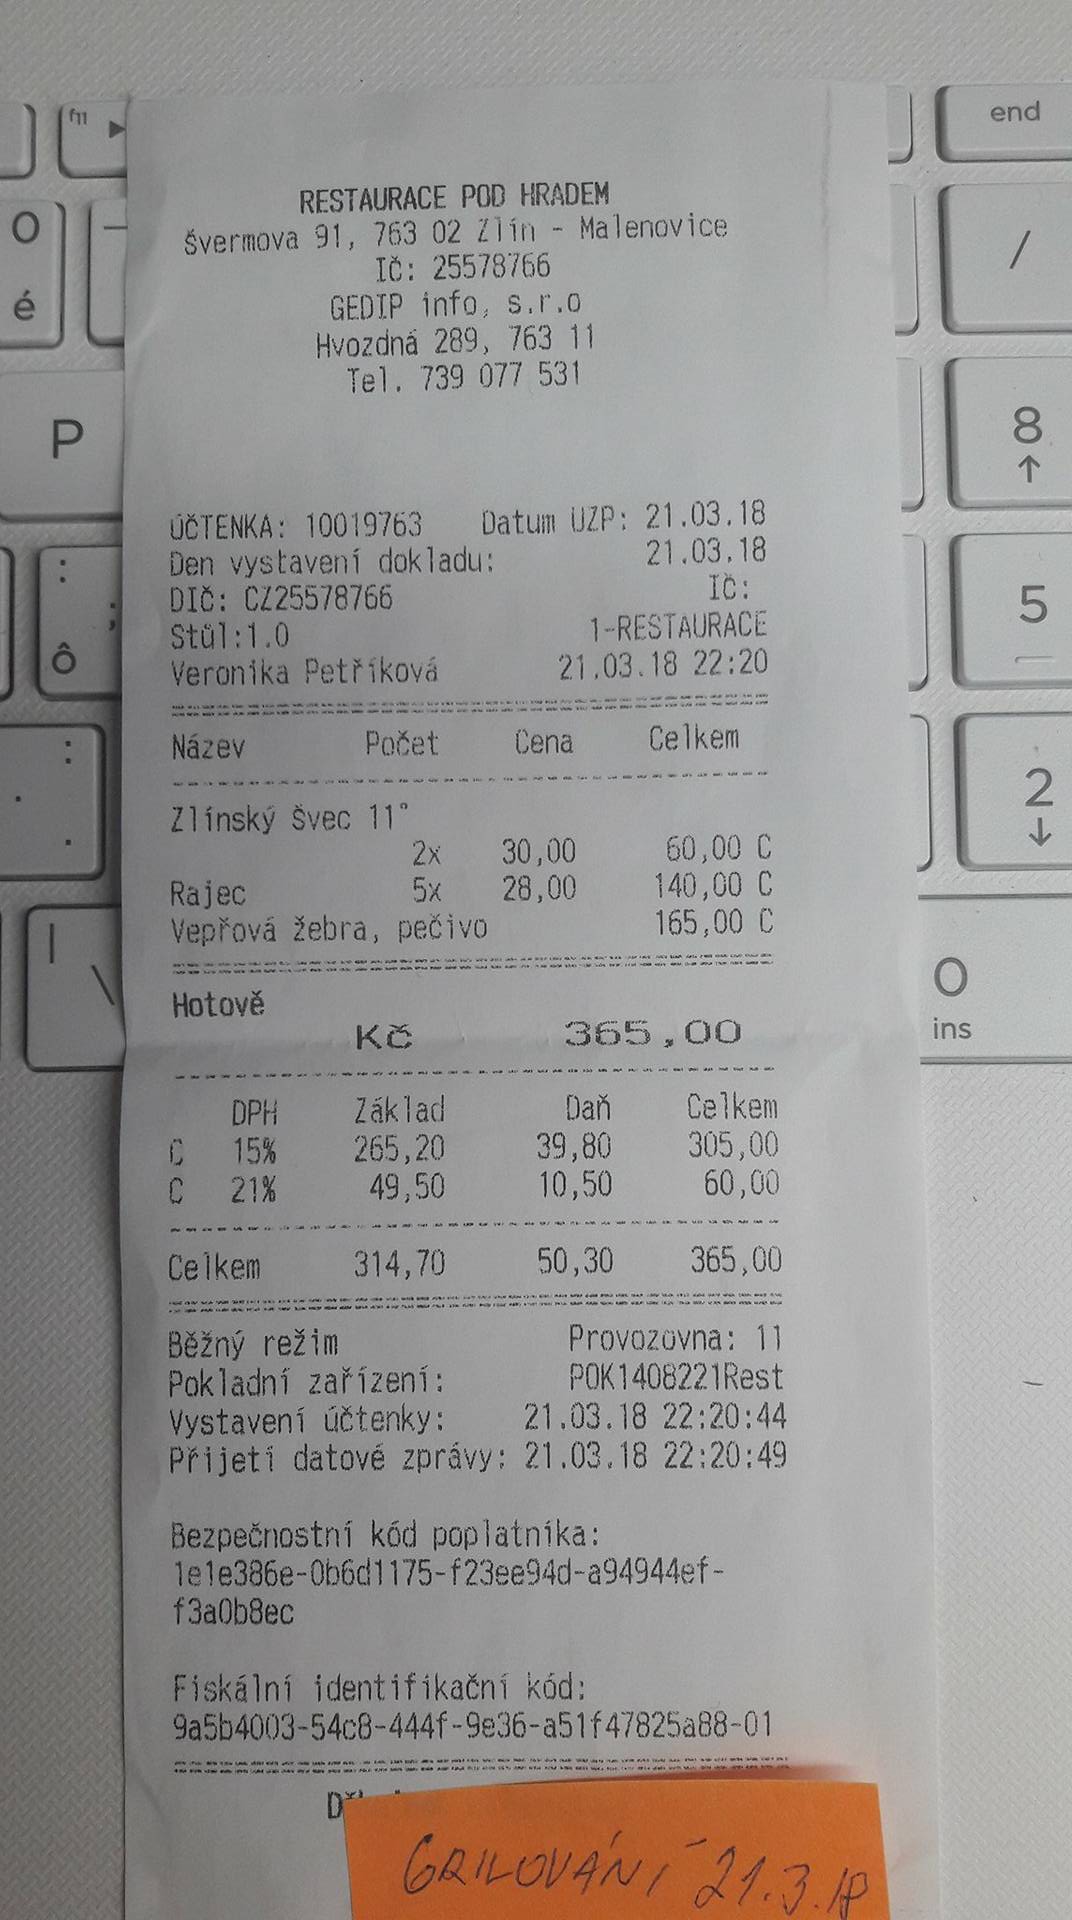 RESTAURACE POD HRADEM
Švermova 91, 763 02 Zlín - Malenovice
IČ: 25578766
GEDIP info, s.r.o
Hvozdná 289, 763 11
Tel. 739 077 531
ÚČTENKA: 10019763 Datum UZP: 21.03.18
Den vystavení dokladu: 21.03.18
DIČ: CZ25578766 IČ:
Stůl:1.0 1-RESTAURACE
Veronika Petříková 21.03.18 22:20
Název Počet Cena Celkem
Zlínský Švec 11°
2x 30,00 60,00 C
Rajec 5x 28,00 140,00 C
Vepřová žebra, pečivo 165,00 C
Hotově
Kč 365,00
DPH Základ Daň Celkem
C 15% 265,20 39,80 305,00
C 21% 49,50 10,50 60,00
Celkem 314,70 50,30 365,00
Běžný režim Provozovna: 11
Pokladní zařízení: POK1408221Rest
Vystavení účtenky: 21.03.18 22:20:44
Přijetí datové zprávy: 21.03.18 22:20:49
Bezpečnostní kód poplatníka:
1e1e386e-0b6d1175-f23ee94d-a94944ef-
f3a0b8ec
Fiskální identifikační kód:
9a5b4003-54c8-444f-9e36-a51f47825a88-01
GRILOVÁNÍ 21.3.18
f11
end
O
é
/
P
8
5
:
;
ô
2
:
.
|
\
0
ins